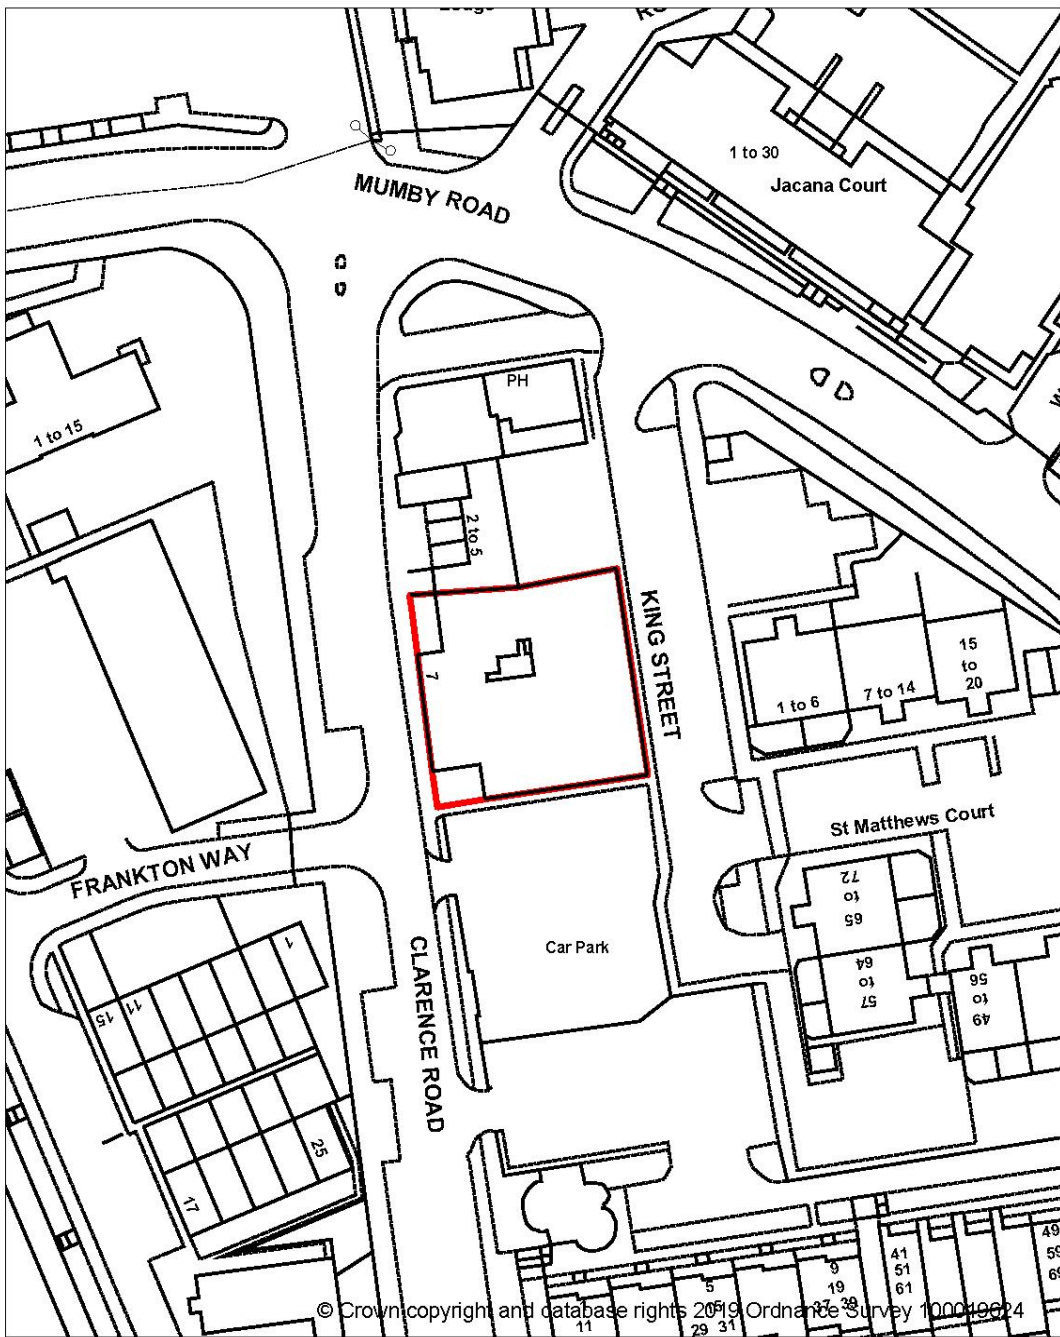 MUMBY ROAD
1 to 30
Jacana Court
PH
1 to 15
2 to 5
KING STREET
7
15
to
20
7 to 14
1 to 6
St Matthews Court
FRANKTON WAY
72
to
65
64
to
57
56
to
49
Car Park
CLARENCE ROAD
1
11
15
25
17
41
51
61
49
9
19
5
29 31
11
© Crown copyright and database rights 2019 Ordnance Survey 100019624